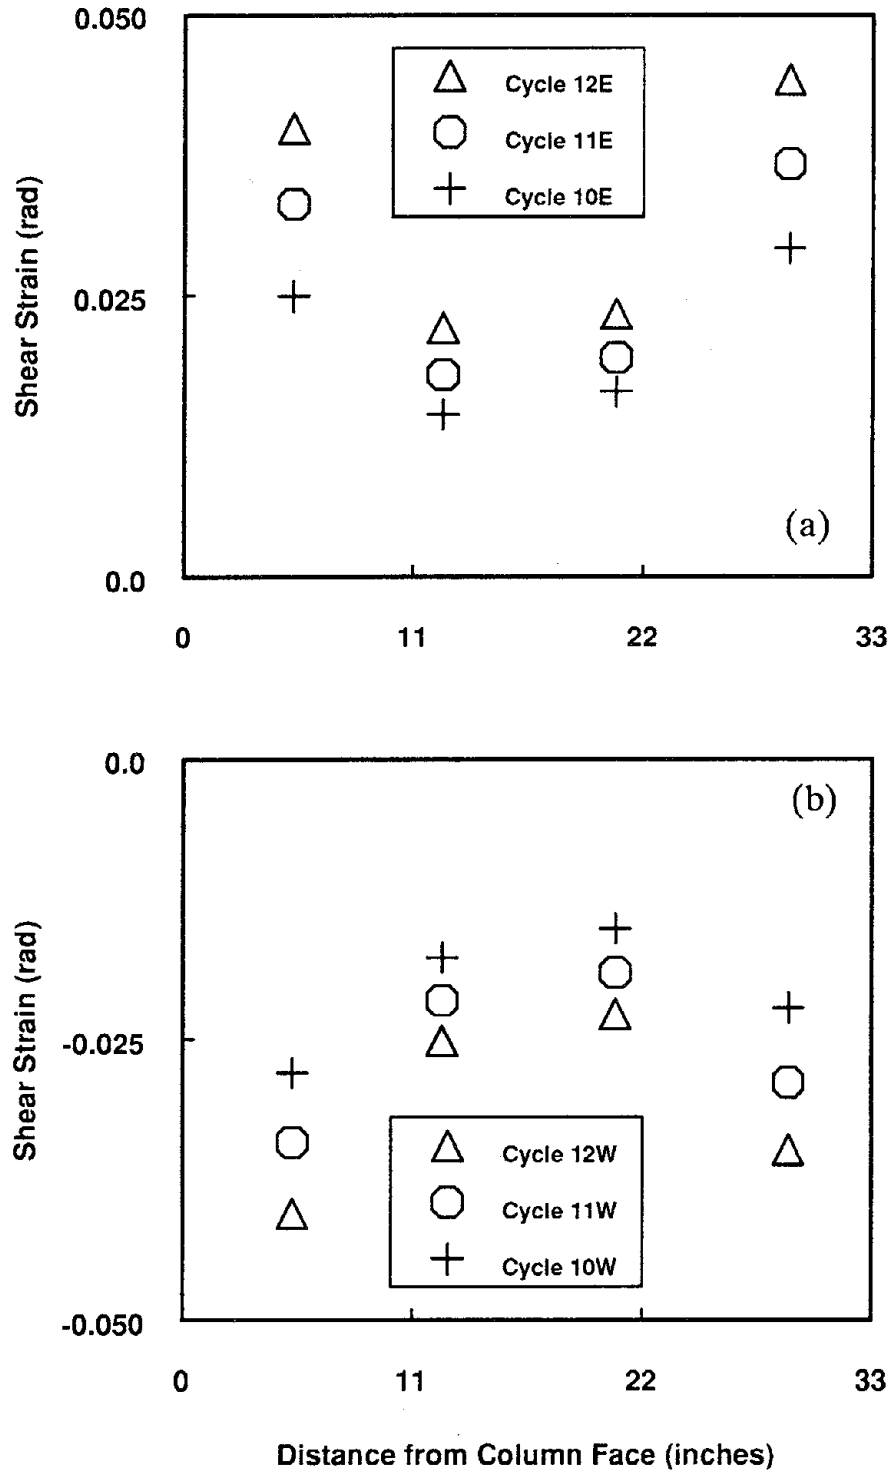 0.050
Cycle 12E
Cycle 11E
Cycle 10E
Shear Strain (rad)
0.025
(a)
0.0
0 11 22 33
0.0
(b)
Shear Strain (rad)
-0.025
Cycle 12W
Cycle 11W
Cycle 10W
-0.050
0 11 22 33
Distance from Column Face (inches)